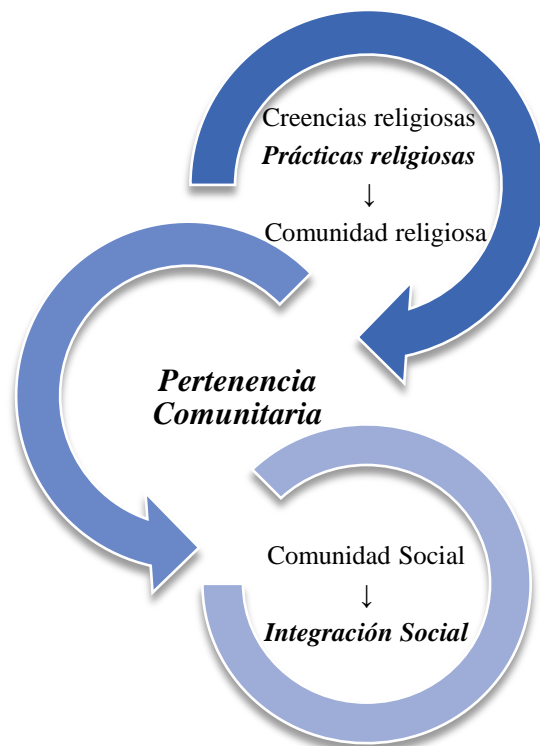 Creencias religiosas
Prácticas religiosas
↓
Comunidad religiosa
Pertenencia
Comunitaria
Comunidad Social
↓
Integración Social